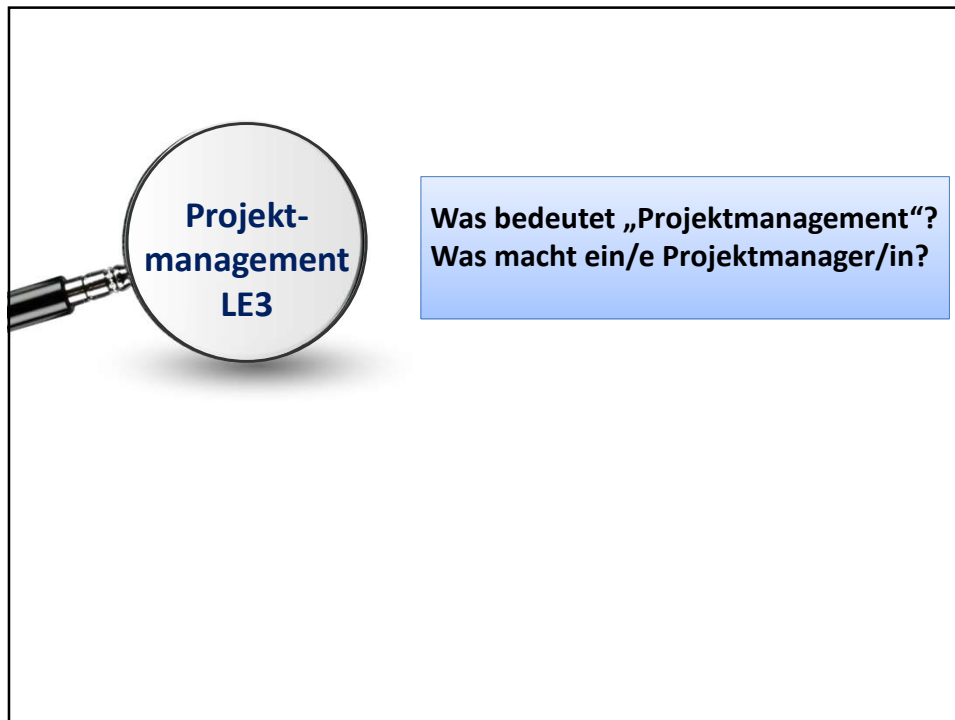 Projekt-
management
LE3
Was bedeutet „Projektmanagement“?
Was macht ein/e Projektmanager/in?